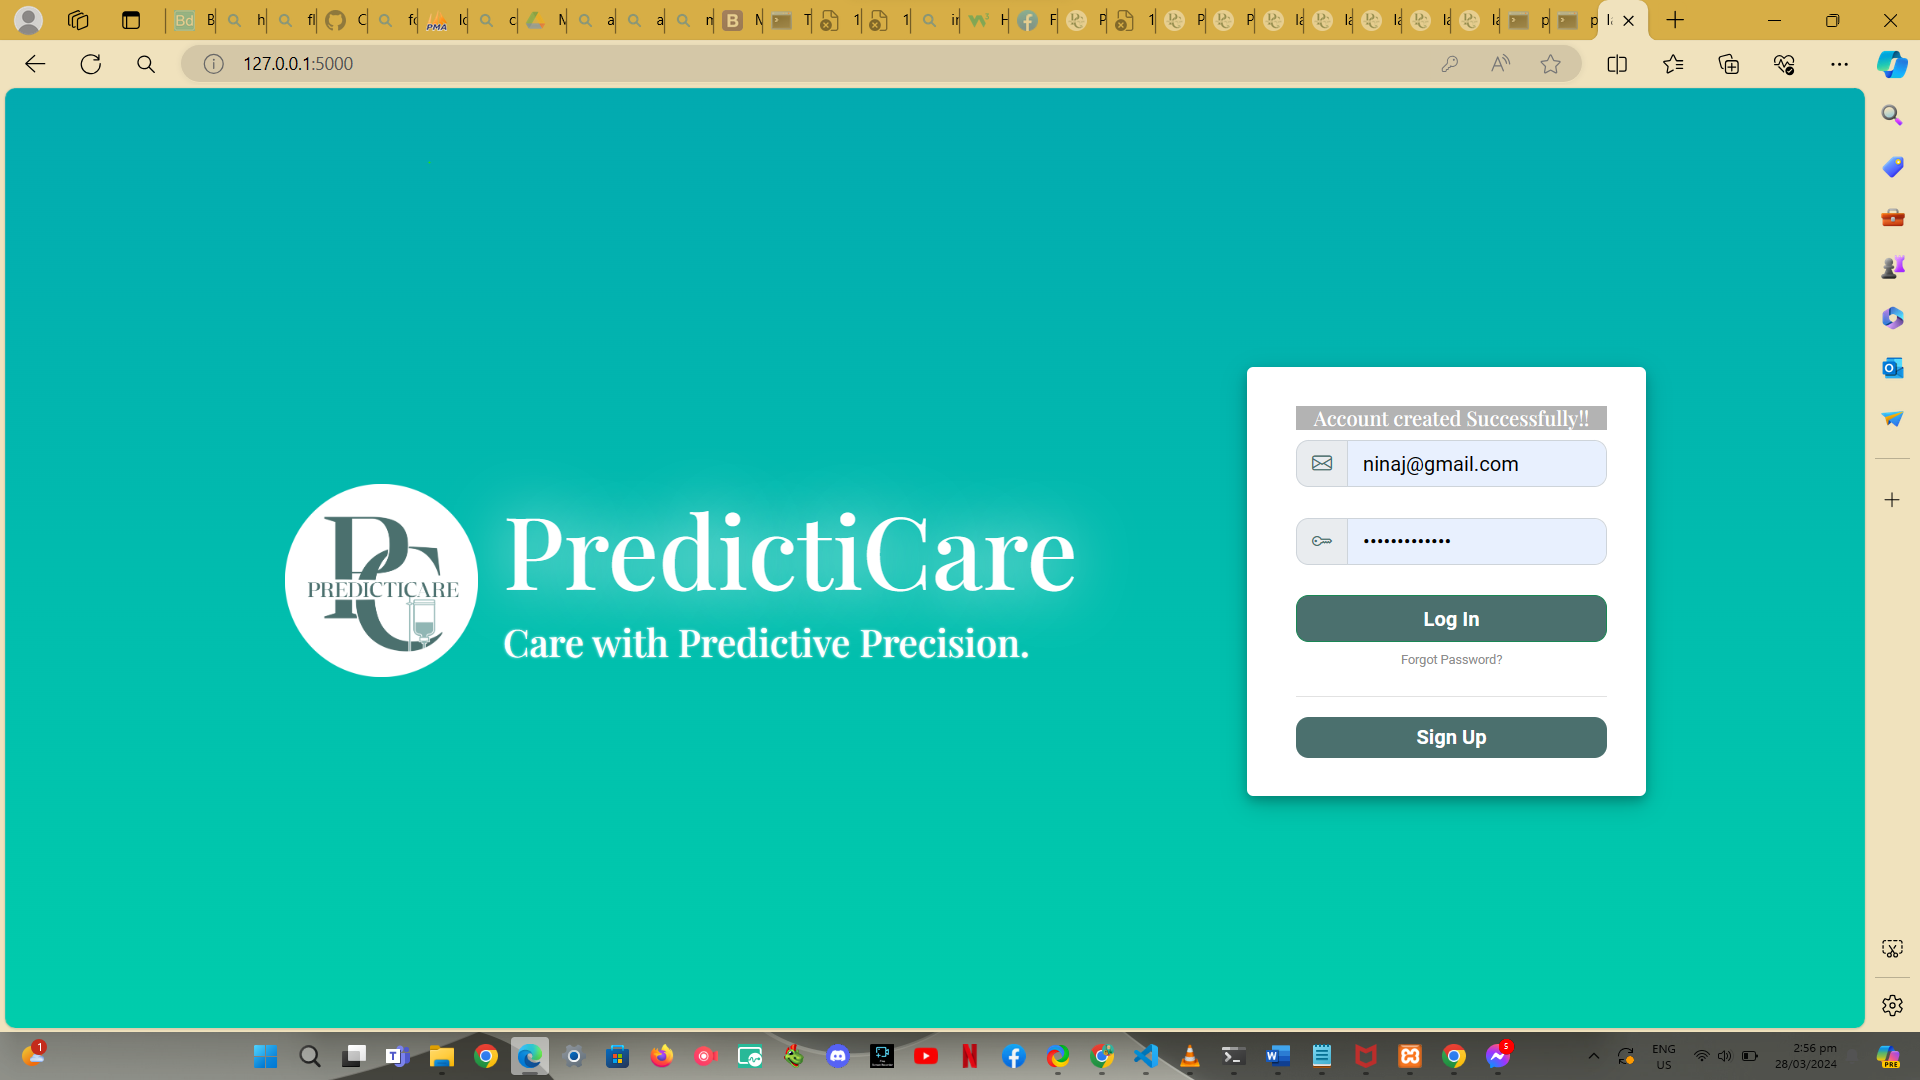 127.0.0.1:5000
Account created Successfully!!
ninaj@gmail.com
PREDICTICARE
PredictiCare
Care with Predictive Precision.
Log In
Forgot Password?
Sign Up
ENG
US
2:56 pm
28/03/2024